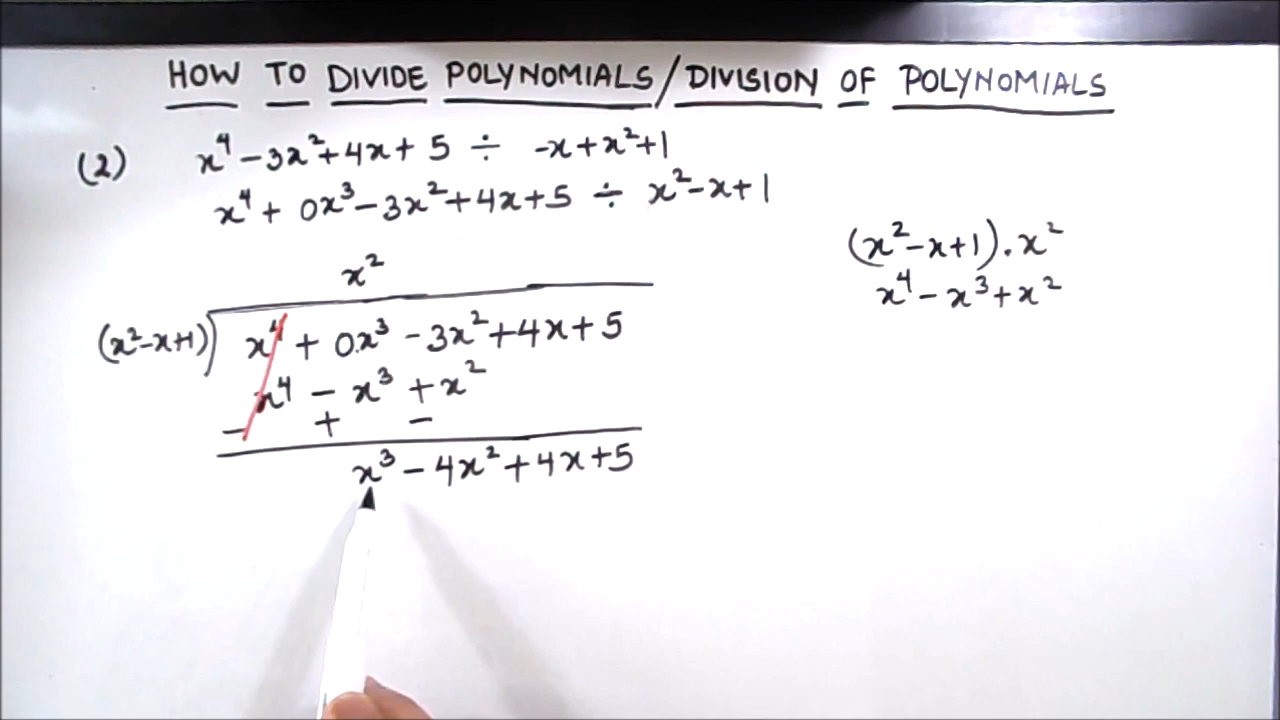 HOW TO DIVIDE POLYNOMIALS/DIVISION OF POLYNOMIALS
(2) x⁴ - 3x² + 4x + 5 ÷ -x + x² + 1
x⁴ + 0x³ - 3x² + 4x + 5 ÷ x² - x + 1
(x² - x + 1) . x²
x⁴ - x³ + x²
x²
(x² - x + 1) ) x⁴ + 0x³ - 3x² + 4x + 5
x⁴ - x³ + x²
- + -
x³ - 4x² + 4x + 5